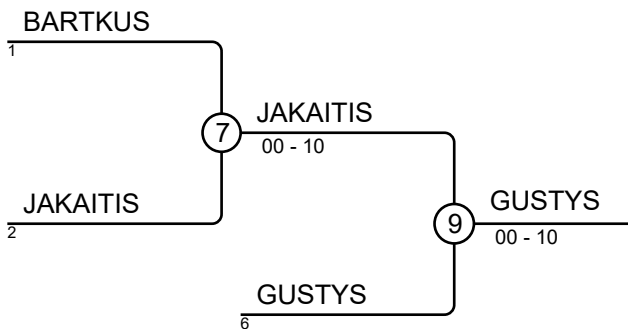 BARTKUS
1
7
JAKAITIS
00 - 10
JAKAITIS
2
9
GUSTYS
00 - 10
GUSTYS
6